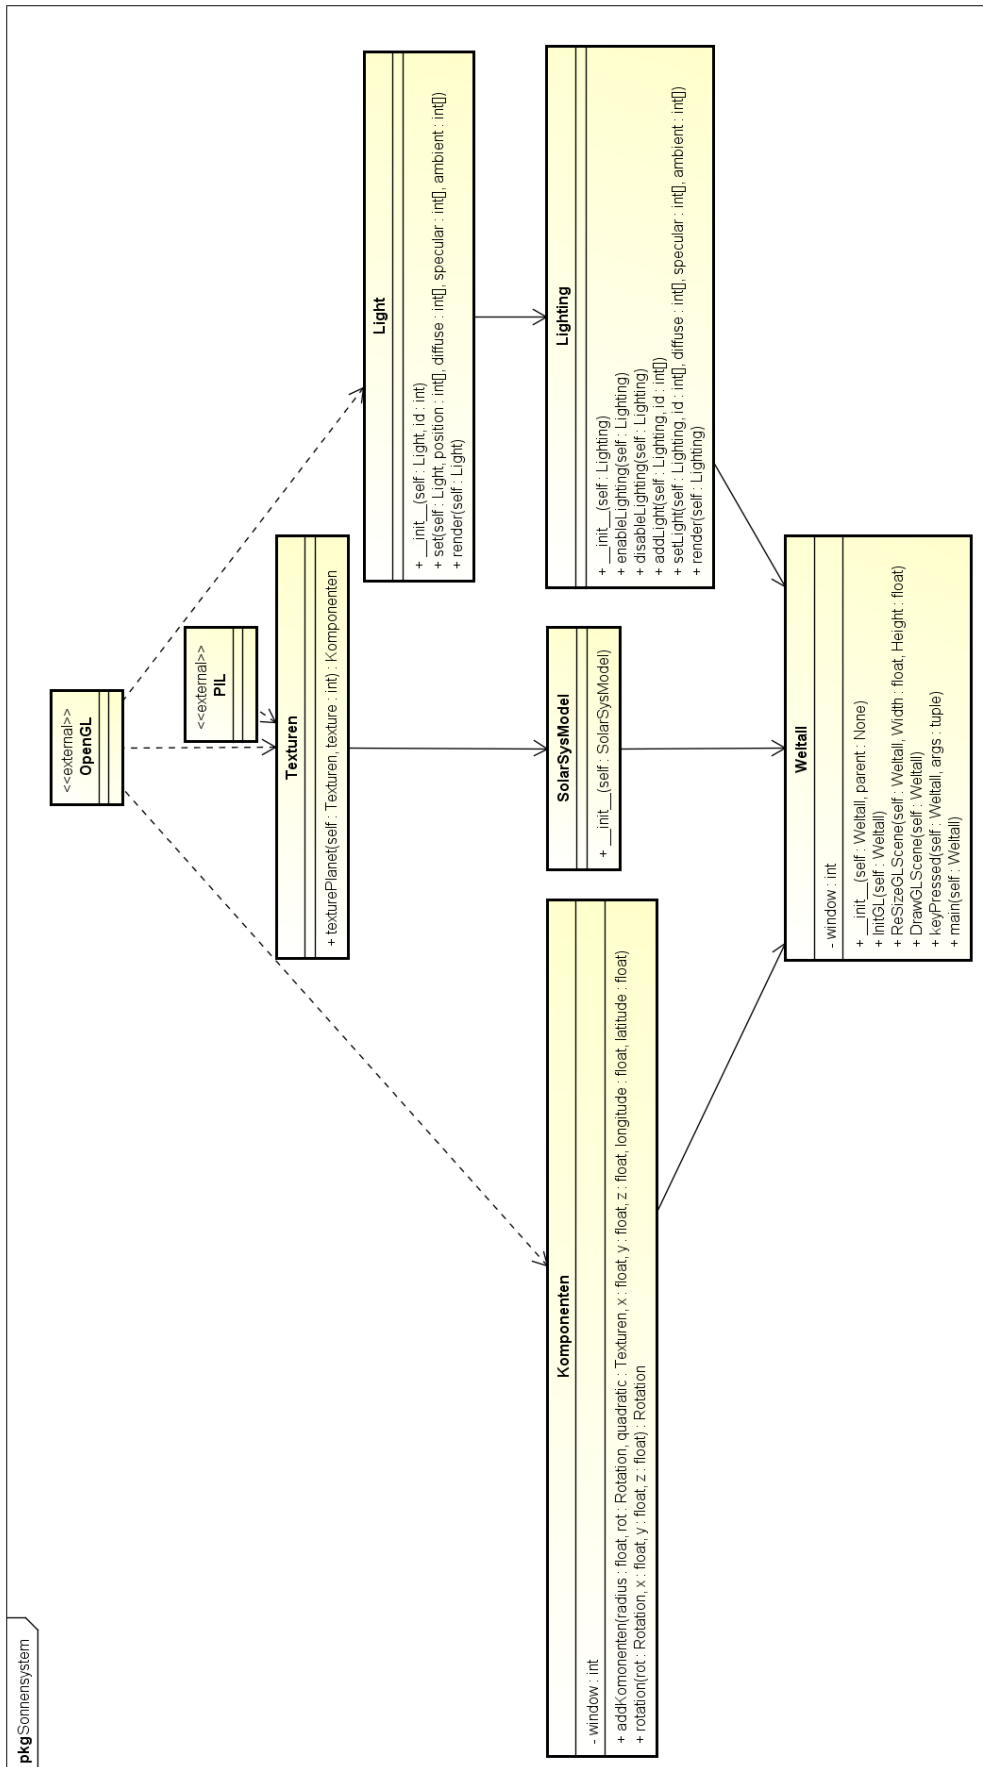 pkg Sonnensystem
<<external>>
OpenGL
<<external>>
PIL
Texturen
+ texturePlanet(self : Texturen, texture : int) : Komponenten
Light
+ __init__(self : Light, id : int)
+ set(self : Light, position : int[], diffuse : int[], specular : int[], ambient : int[])
+ render(self : Light)
Komponenten
- window : int
+ addKomonenten(radius : float, rot : Rotation, quadratic : Texturen, x : float, y : float, z : float, longitude : float, latitude : float)
+ rotation(rot : Rotation, x : float, y : float, z : float) : Rotation
SolarSysModel
+ __init__(self : SolarSysModel)
Lighting
+ __init__(self : Lighting)
+ enableLighting(self : Lighting)
+ disableLighting(self : Lighting)
+ addLight(self : Lighting, id : int[])
+ setLight(self : Lighting, id : int[], diffuse : int[], specular : int[], ambient : int[])
+ render(self : Lighting)
Weltall
- window : int
+ __init__(self : Weltall, parent : None)
+ InitGL(self : Weltall)
+ ReSizeGLScene(self : Weltall, Width : float, Height : float)
+ DrawGLScene(self : Weltall)
+ keyPressed(self : Weltall, args : tuple)
+ main(self : Weltall)